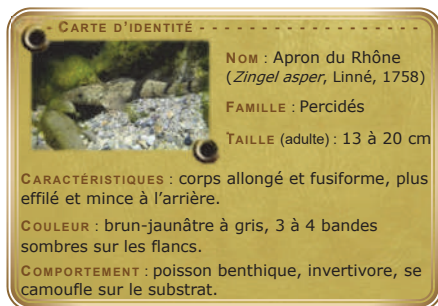 - CARTE D'IDENTITÉ - - - - - - - - - - - - - - - - - -
NOM : Apron du Rhône
(Zingel asper, Linné, 1758)
FAMILLE : Percidés
TAILLE (adulte) : 13 à 20 cm
CARACTÉRISTIQUES : corps allongé et fusiforme, plus
effilé et mince à l'arrière.
COULEUR : brun-jaunâtre à gris, 3 à 4 bandes
sombres sur les flancs.
COMPORTEMENT : poisson benthique, invertivore, se
camoufle sur le substrat.